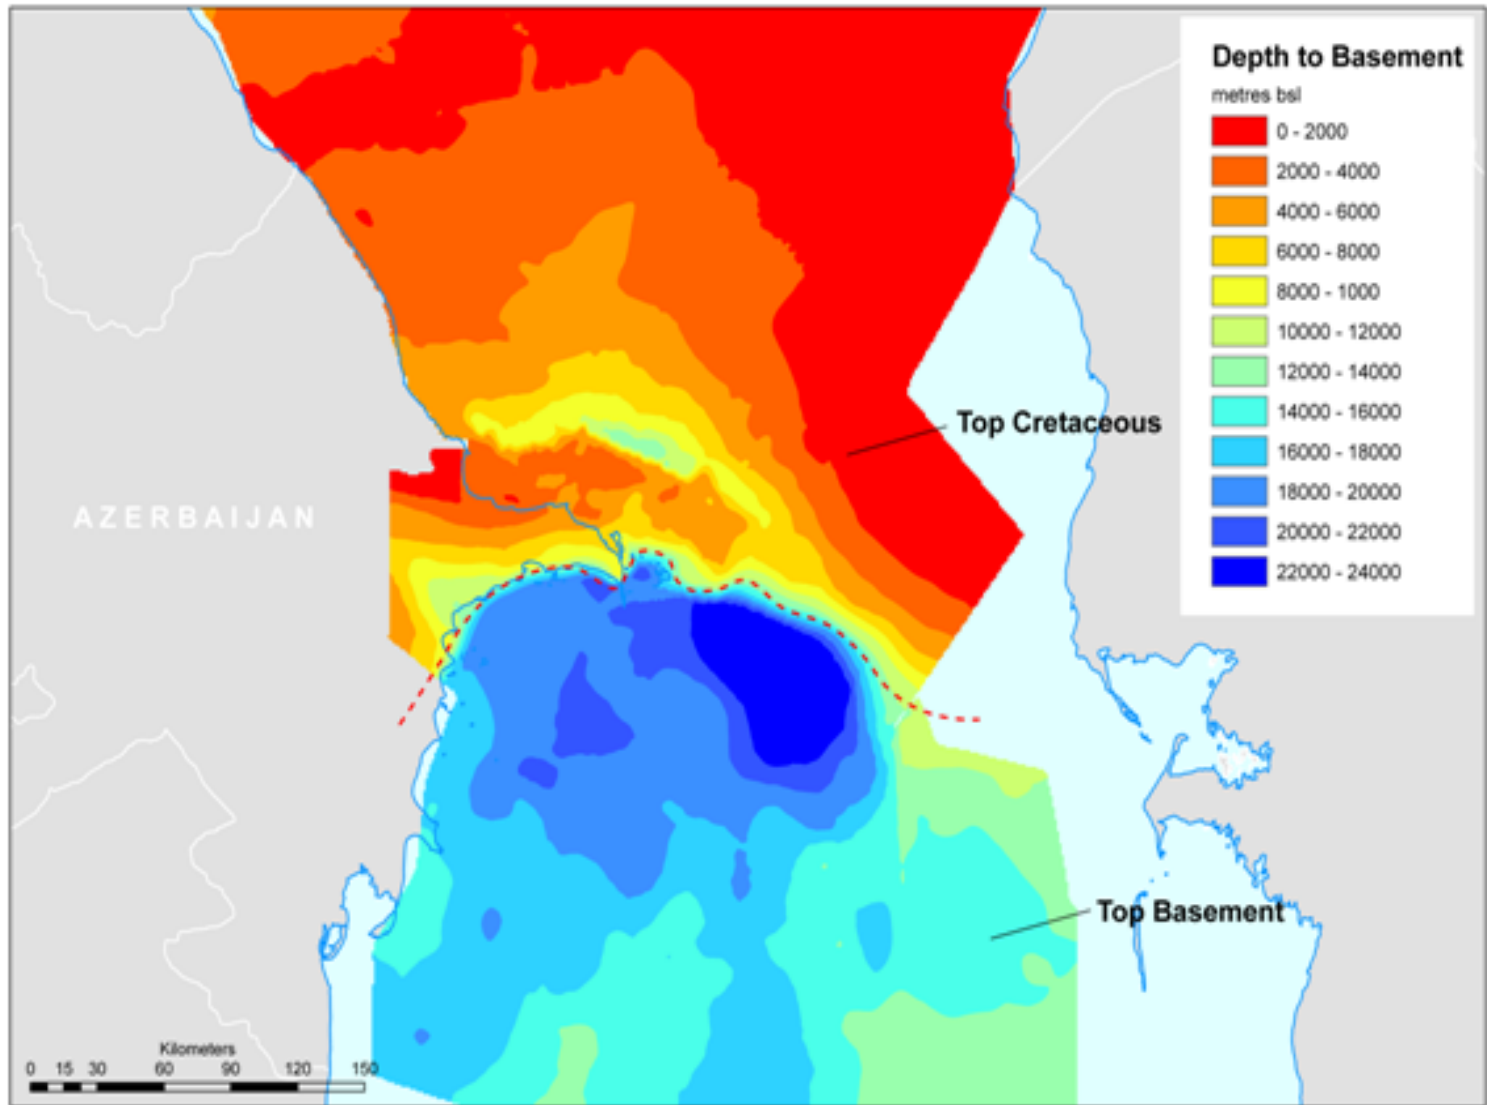 Depth to Basement
metres bsl
0 - 2000
2000 - 4000
4000 - 6000
6000 - 8000
8000 - 1000
10000 - 12000
12000 - 14000
14000 - 16000
16000 - 18000
18000 - 20000
20000 - 22000
22000 - 24000
Top Cretaceous
AZERBAIJAN
Top Basement
Kilometers
0 15 30 60 90 120 150